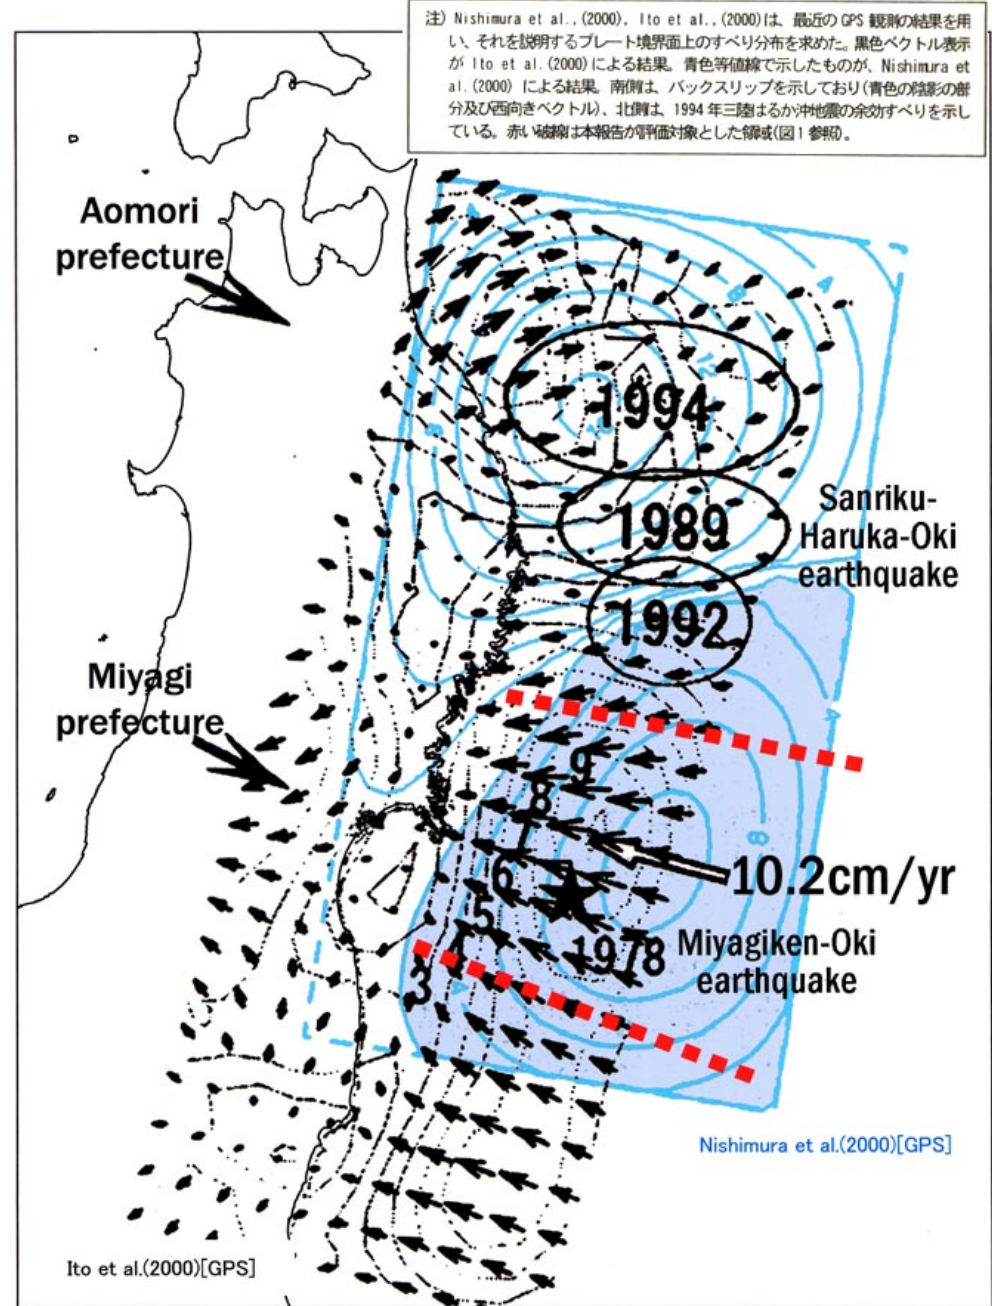 注) Nishimura et al.,(2000), Ito et al.,(2000)は、最近の GPS 観測の結果を用
い、それを説明するプレート境界面上のすべり分布を求めた。黒色ベクトル表示
が Ito et al.(2000)による結果。青色等値線で示したものが、Nishimura et
al.(2000) による結果。南側は、バックスリップを示しており(青色の陰影の部
分及び西向きベクトル)、北側は、1994年三陸はるか沖地震の余効すべりを示し
ている。赤い破線は本報告が評価対象とした領域(図1参照)。
Aomori
prefecture
4
8
12
1994
Sanriku-
Haruka-Oki
earthquake
1989
1992
Miyagi
prefecture
4
9
8
8
7
10.2cm/yr
6
5
1978
Miyagiken-Oki
earthquake
4
3
4
Nishimura et al.(2000)[GPS]
Ito et al.(2000)[GPS]